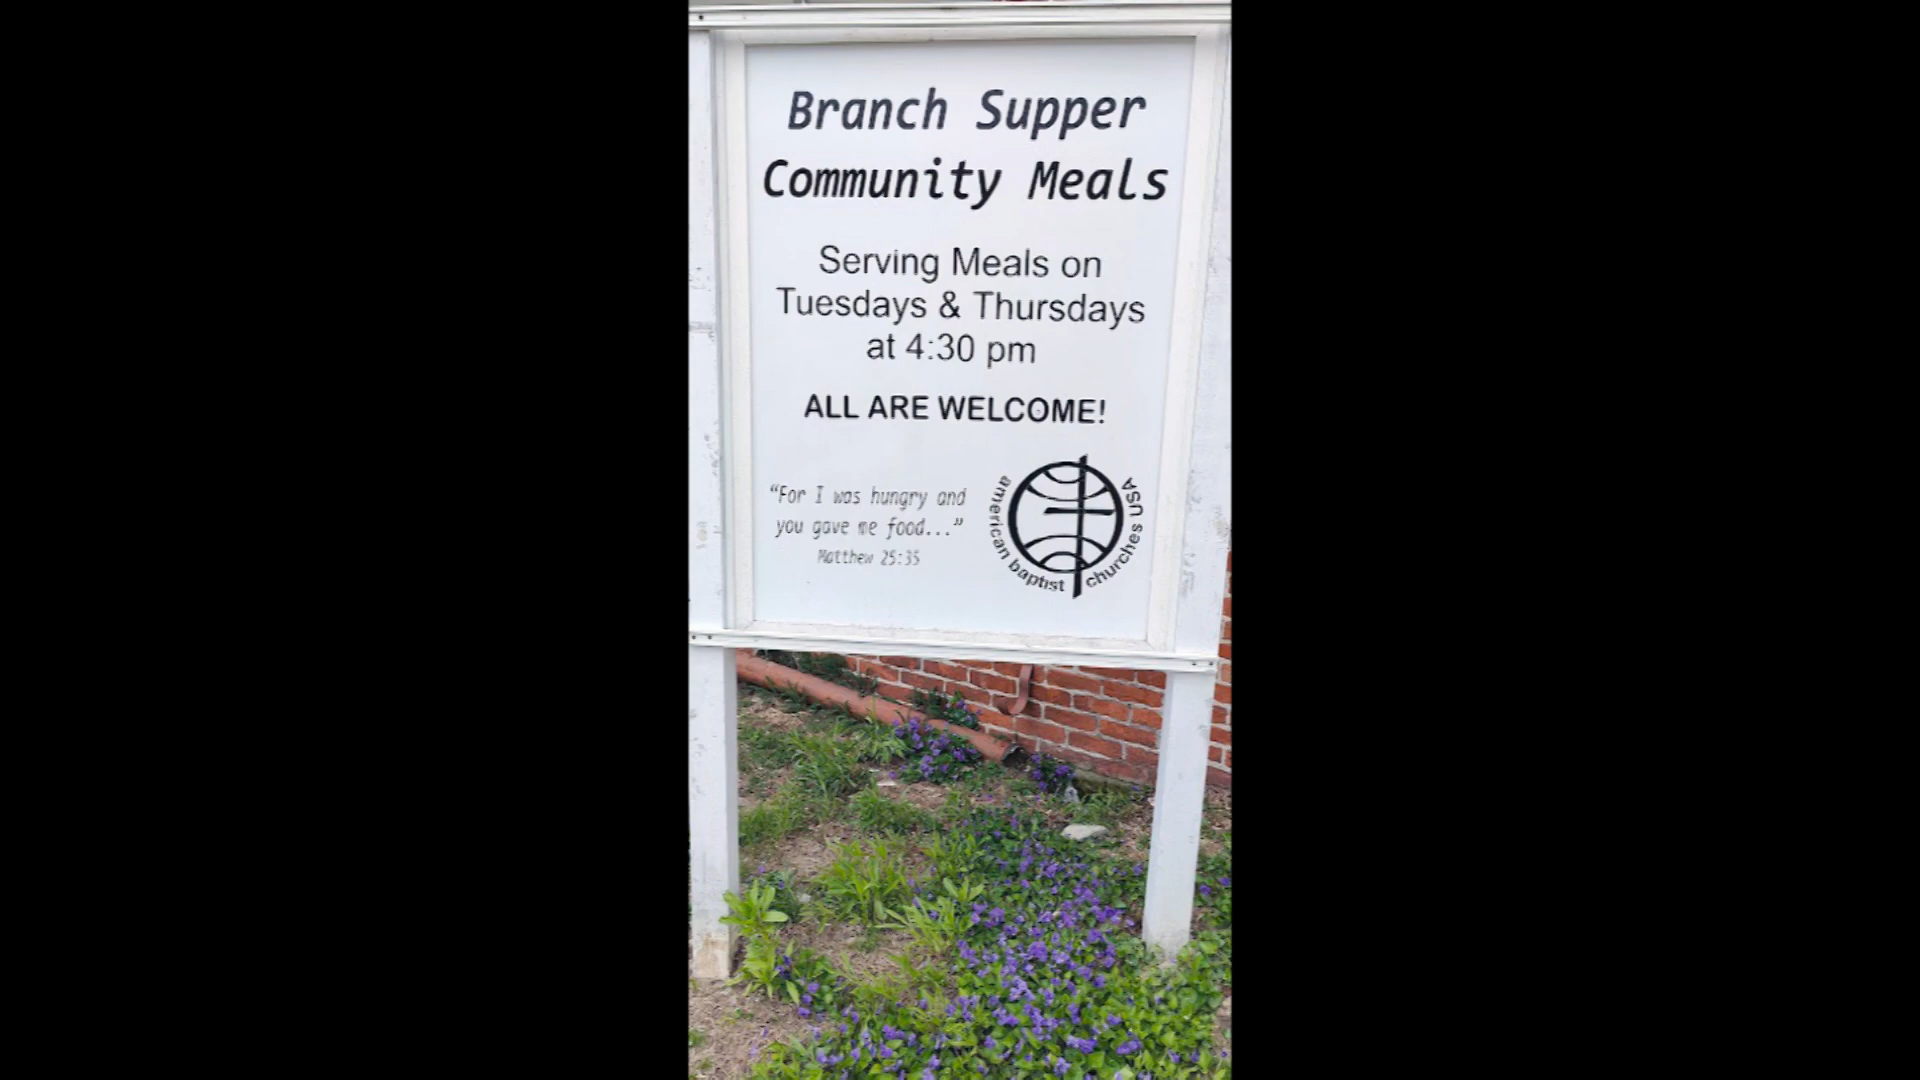 Branch Supper
Community Meals
Serving Meals on
Tuesdays & Thursdays
at 4:30 pm
ALL ARE WELCOME!
“For I was hungry and
you gave me food...”
Matthew 25:35
american baptist churches USA